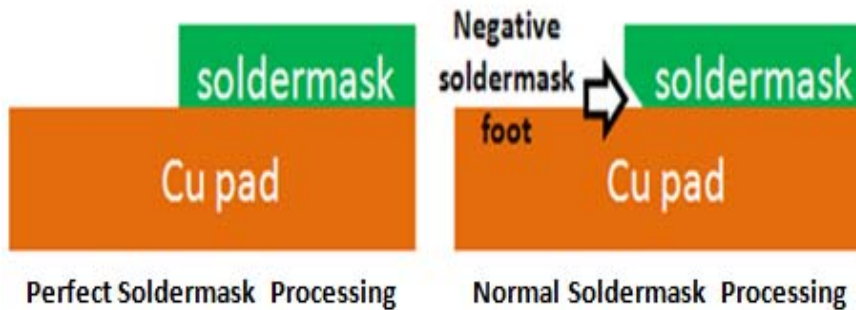 soldermask
Cu pad
Perfect Soldermask Processing
Negative
soldermask
foot
soldermask
Cu pad
Normal Soldermask Processing